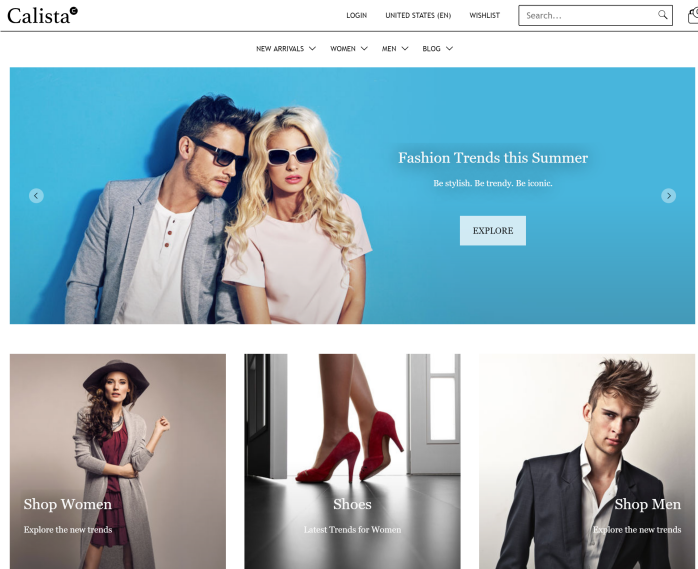 Calista
LOGIN
UNITED STATES (EN)
WISHLIST
Search...
NEW ARRIVALS
WOMEN
MEN
BLOG
Fashion Trends this Summer
Be stylish. Be trendy. Be iconic.
EXPLORE
Shop Women
Explore the new trends
Shoes
Latest Trends for Women
Shop Men
Explore the new trends